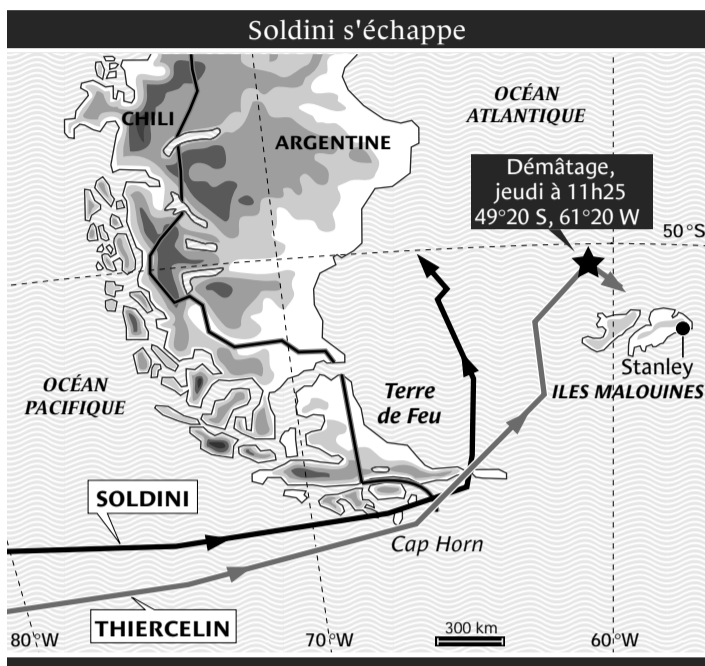 Soldini s'échappe
OCÉAN
ATLANTIQUE
CHILI
ARGENTINE
Démâtage,
jeudi à 11h25
49°20 S, 61°20 W
50°S
Stanley
ILES MALOUINES
OCÉAN
PACIFIQUE
Terre
de Feu
SOLDINI
Cap Horn
THIERCELIN
80°W
70°W
300 km
60°W